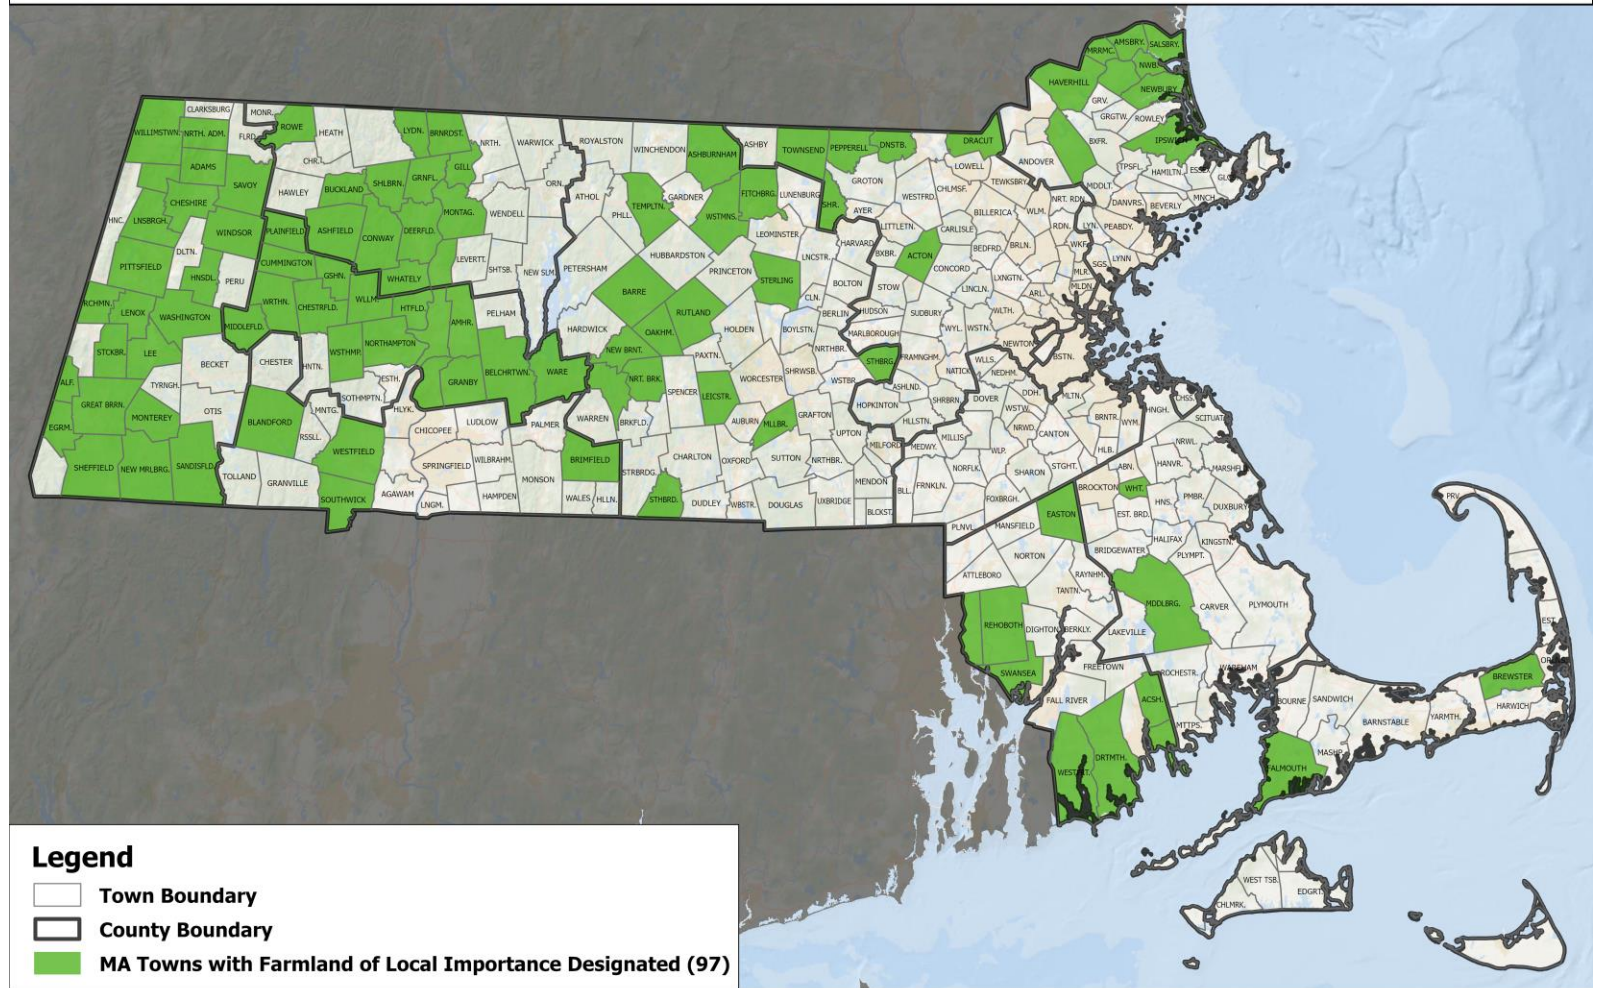 AMSBRY.
SALSBRY.
MRRMC.
NWB.
HAVERHILL
NEWBURY
GRV.
GRGTW.
ROWLEY
IPSWICH
BXFR.
CLARKSBURG
MONR.
WILLIMSTWN.
NRTH. ADM.
FLRD.
ROWE
HEATH
LYDN.
BRNRDST.
NRTH.
WARWICK
ROYALSTON
WINCHENDON
ASHBURNHAM
ASHBY
TOWNSEND
PEPPERELL
DNSTB.
DRACUT
ANDOVER
TPSFL.
HAMILTN.
ESSEX
GLC
ADAMS
SAVOY
CHR.
HAWLEY
BUCKLAND
SHLBRN.
GRNFL.
GILL
ORN.
ATHOL
PHLL.
TEMPLTN.
GARDNER
WSTMNS.
FITCHBRG.
LUNENBURG
SHR.
GROTON
AYER
WESTFRD.
CHLMSF.
LOWELL
TEWKSBRY.
MDDLT.
DANVRS.
BEVERLY
MNCH.
HNC.
CHESHIRE
LNSBRGH.
WINDSOR
PLAINFIELD
ASHFIELD
CONWAY
DEERFLD.
MONTAG.
WENDELL
LEOMINSTER
LITTLETN.
CARLISLE
BILLERICA
WLM.
NRT. RDN.
RDN.
LYN.
PEABDY.
DLTN.
PITTSFIELD
HNSDL.
PERU
CUMMINGTON
GSHN.
WHATELY
LEVERTT.
SHTSB.
NEW SLM.
PETERSHAM
HUBBARDSTON
PRINCETON
STERLING
LNCSTR.
HARVARD
BXBR.
ACTON
CONCORD
BEDFRD.
BRLN.
WKF.
SGS.
LYNN
RCHMN.
LENOX
WASHINGTON
MIDDLEFLD.
WRTHN.
CHESTRFLD.
WLLM.
HTFLD.
AMHR.
PELHAM
BARRE
RUTLAND
OAKHM.
HOLDEN
CLN.
BOLTON
STOW
LINCLN.
LXNGTN.
ARL.
MLR.
MLDN.
HARDWICK
BOYLSTN.
BERLIN
HUDSON
SUDBURY
WYL.
WSTN.
WLTH.
STCKBR.
LEE
BECKET
CHESTER
HNTN.
WSTHMP.
NORTHAMPTON
ESTH.
GRANBY
BELCHRTWN.
WARE
NEW BRNT.
NRT. BRK.
SPENCER
PAXTN.
WORCESTER
SHRWSB.
NRTHBR.
MARLBOROUGH
STHBRG.
FRAMNGHM.
NATICK
WLLS.
NEWTON
NEDHM.
BSTN.
ALF.
GREAT BRRN.
MONTEREY
TYRNGH.
OTIS
BLANDFORD
MNTG.
SOTHMPTN.
HLYK.
CHICOPEE
LUDLOW
PALMER
WARREN
BRKFLD.
LEICSTR.
AUBURN
MLLBR.
GRAFTON
WSTBR.
HOPKINTON
ASHLND.
SHRBRN.
HLLSTN.
DOVER
DDH.
MLTN.
WSTW.
NRWD.
CANTON
BRNTR.
WYM.
HNGH.
CHSS.
SCITUAT
EGRM.
SHEFFIELD
NEW MRLBRG.
SANDISFLD.
TOLLAND
GRANVILLE
RSSLL.
WESTFIELD
SOUTHWICK
AGAWAM
SPRINGFIELD
LNGM.
WILBRAHM.
HAMPDEN
MONSON
BRIMFIELD
WALES
HLLN.
STRBRDG.
CHARLTON
STHBRD.
DUDLEY
OXFORD
WBSTR.
SUTTON
DOUGLAS
UPTON
NRTHBR.
UXBRIDGE
MENDON
BLCKST.
MILFORD
MEDWY.
MILLIS
BLL.
FRNKLN.
NORFLK.
WLP.
SHARON
STGHT.
HLB.
FOXBRGH.
PLNVL.
NRWL.
ABN.
HANVR.
MARSHFL
BROCKTON
WHT.
HNS.
PMBR.
DUXBURY
EASTON
EST. BRD.
MANSFIELD
NORTON
BRIDGEWATER
HALIFAX
KINGSTN.
PLYMPT.
ATTLEBORO
RAYNHM.
TANTN.
MDDLBRG.
CARVER
PLYMOUTH
REHOBOTH
DIGHTON
BERKLY.
LAKEVILLE
FREETOWN
ROCHESTR.
WAREHAM
SWANSEA
FALL RIVER
ACSH.
MTTPS.
WESTPRT.
DRTMTH.
BOURNE
SANDWICH
BARNSTABLE
MASHP.
FALMOUTH
YARMTH.
HARWICH
BREWSTER
EST.
PRV.
WEST TSB.
EDGRT.
CHLMRK.
Legend
Town Boundary
County Boundary
MA Towns with Farmland of Local Importance Designated (97)